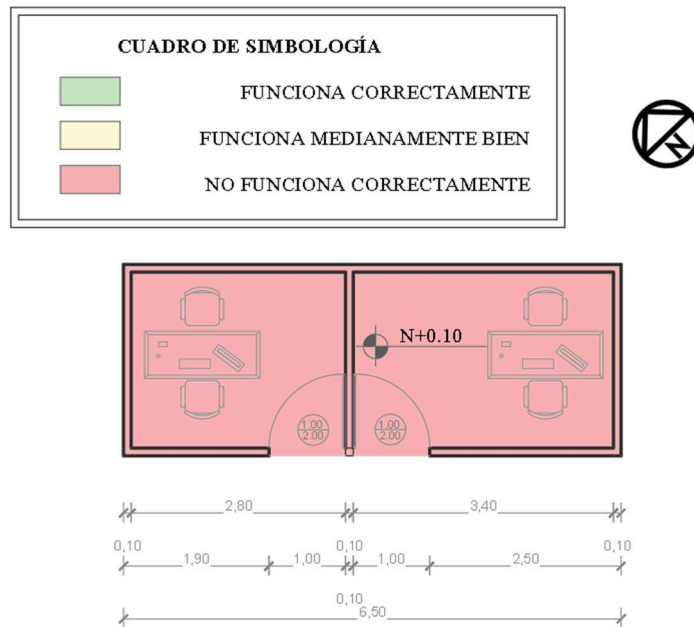 CUADRO DE SIMBOLOGÍA
FUNCIONA CORRECTAMENTE
FUNCIONA MEDIANAMENTE BIEN
NO FUNCIONA CORRECTAMENTE
N
N+0.10
1.00 1.00
2.00 2.00
2,80 3,40
0,10 0,10 0,10
1,90 1,00 1,00 2,50
0,10
6,50